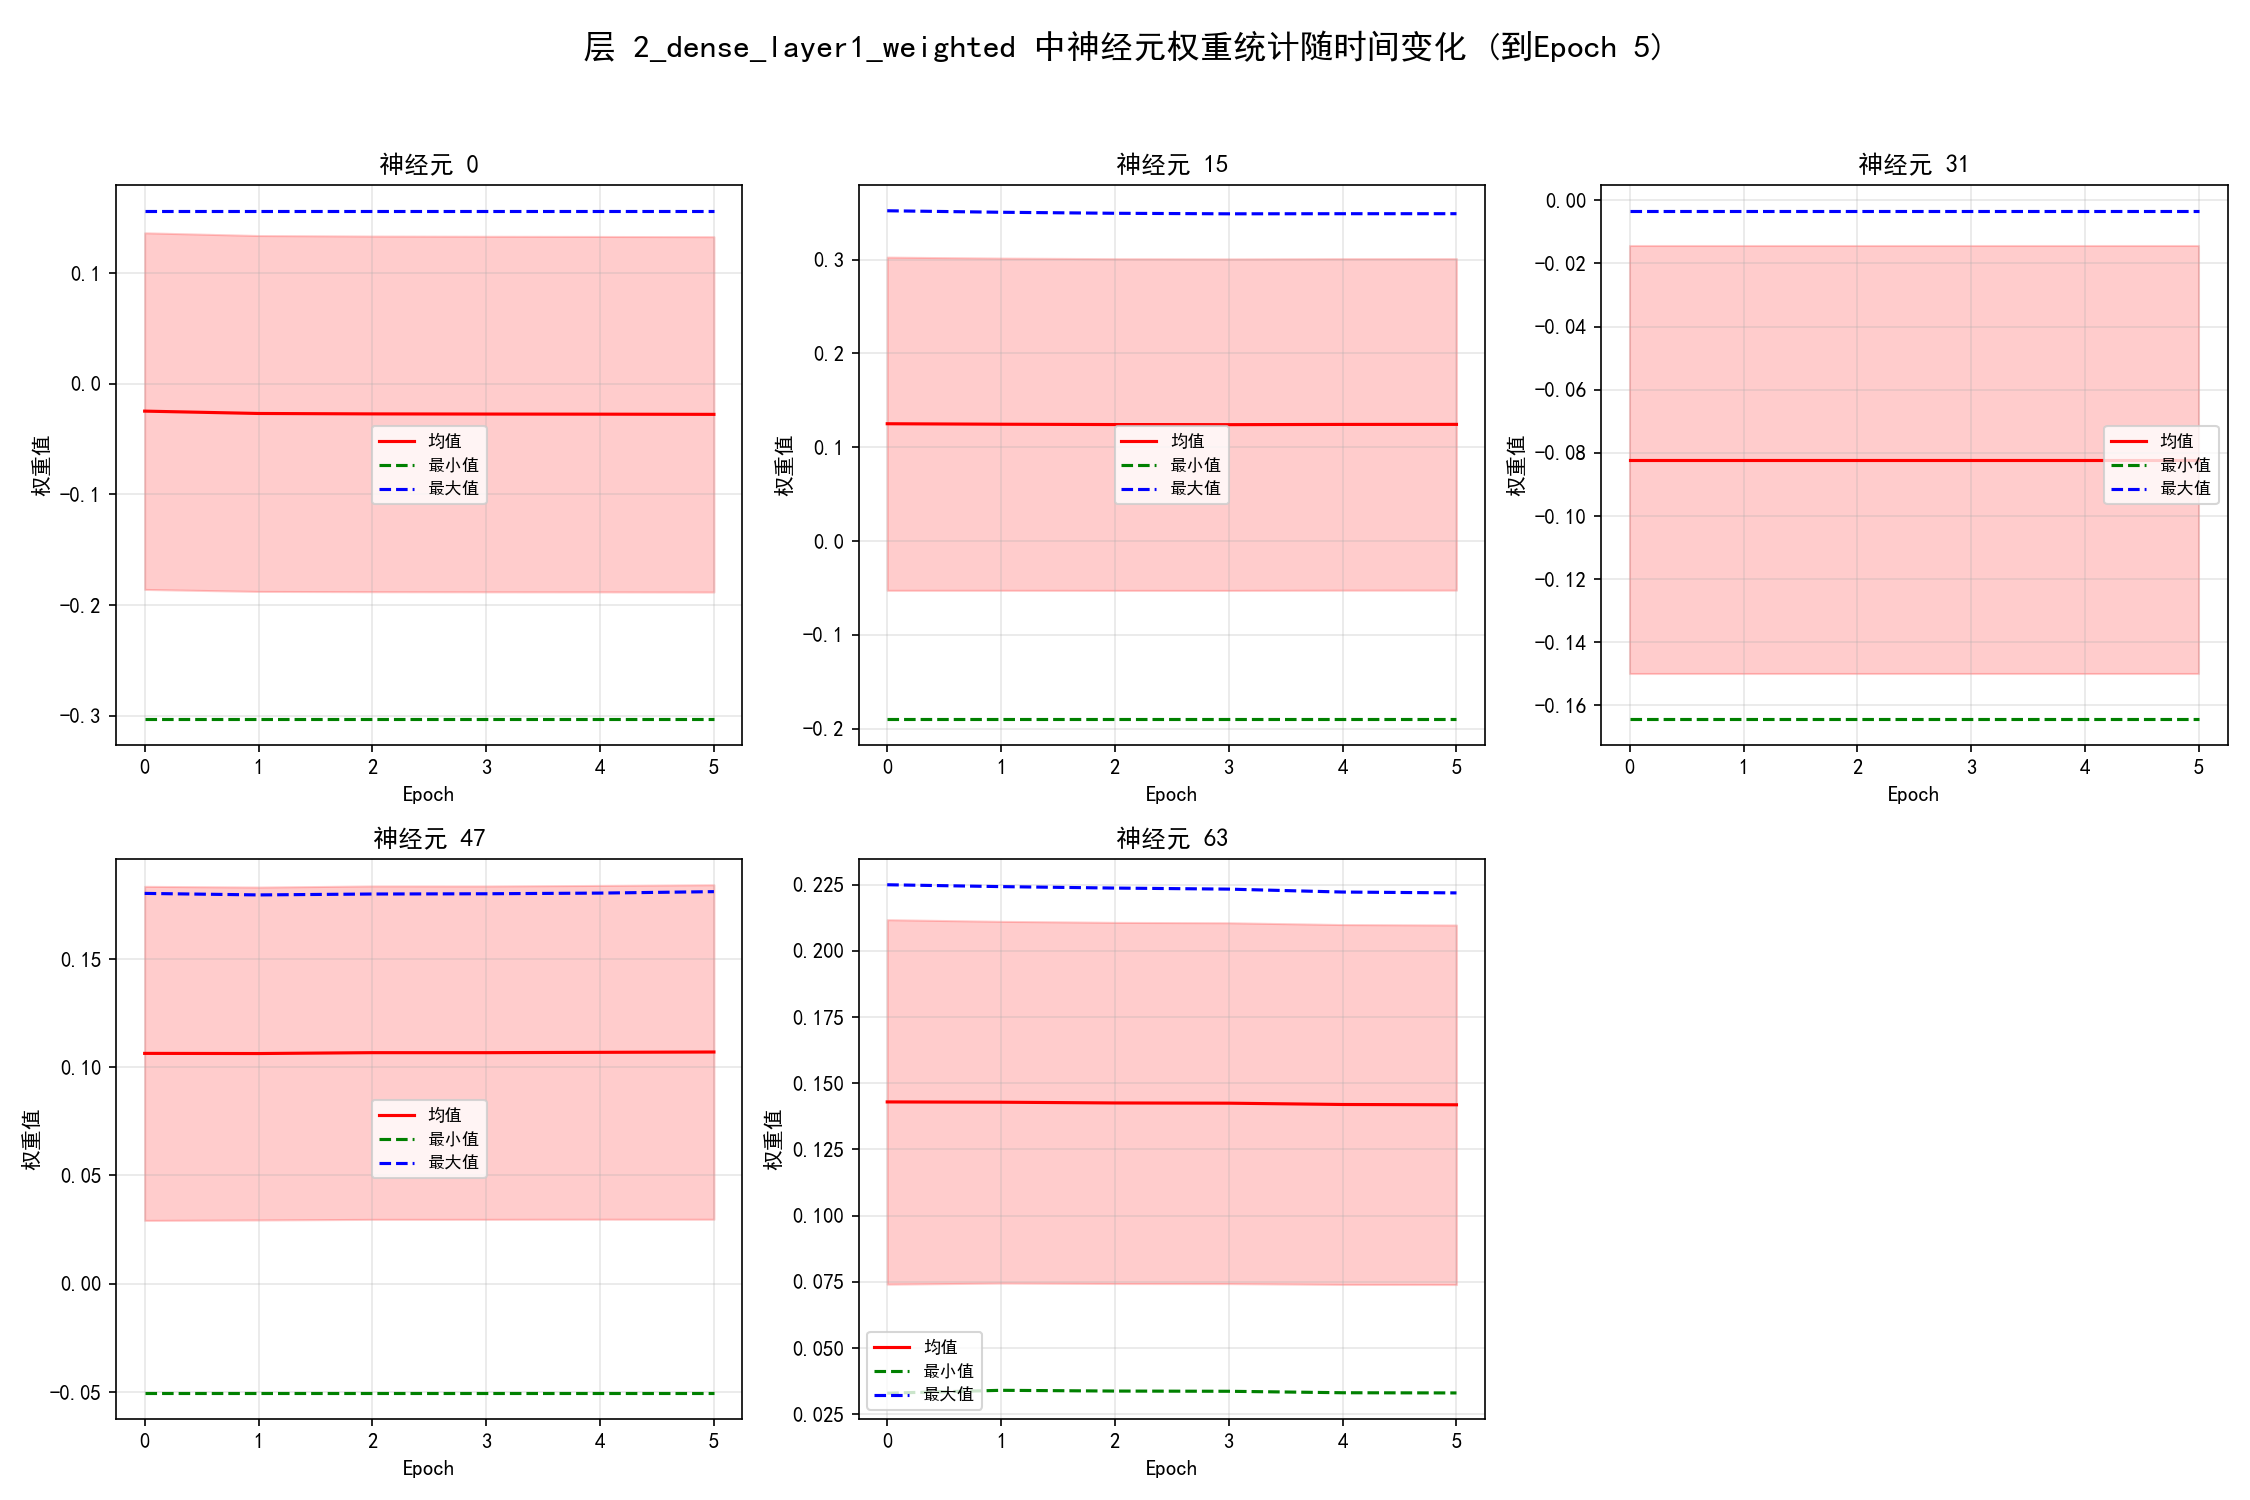 层 2_dense_layer1_weighted 中神经元权重统计随时间变化 (到Epoch 5)
神经元 0
权重值
0.1
0.0
-0.1
-0.2
-0.3
均值
最小值
最大值
0 1 2 3 4 5
Epoch
神经元 15
权重值
0.3
0.2
0.1
0.0
-0.1
-0.2
均值
最小值
最大值
0 1 2 3 4 5
Epoch
神经元 31
权重值
0.00
-0.02
-0.04
-0.06
-0.08
-0.10
-0.12
-0.14
-0.16
均值
最小值
最大值
0 1 2 3 4 5
Epoch
神经元 47
权重值
0.15
0.10
0.05
0.00
-0.05
均值
最小值
最大值
0 1 2 3 4 5
Epoch
神经元 63
权重值
0.225
0.200
0.175
0.150
0.125
0.100
0.075
0.050
0.025
均值
最小值
最大值
0 1 2 3 4 5
Epoch